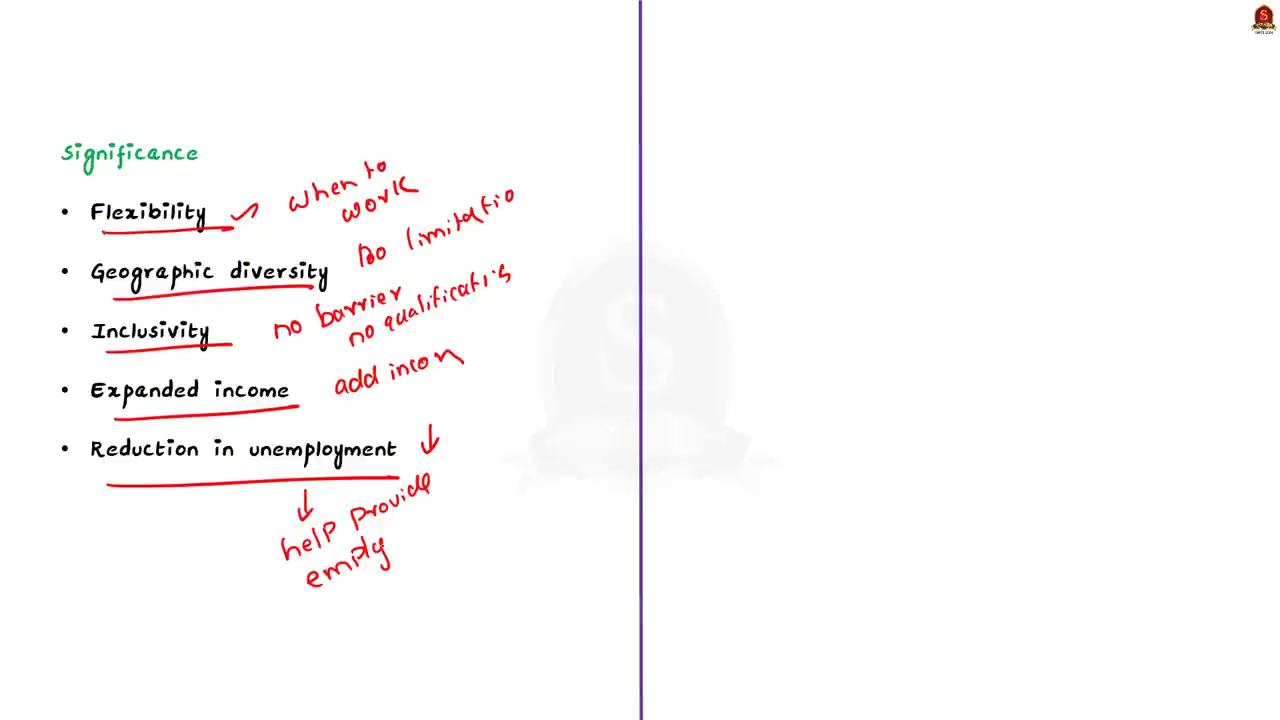 Significance
• Flexibility
when to
work
• Geographic diversity
no limitatio
• Inclusivity
no barrier
no qualificatis
• Expanded income
add incom
• Reduction in unemployment
help provide
emply